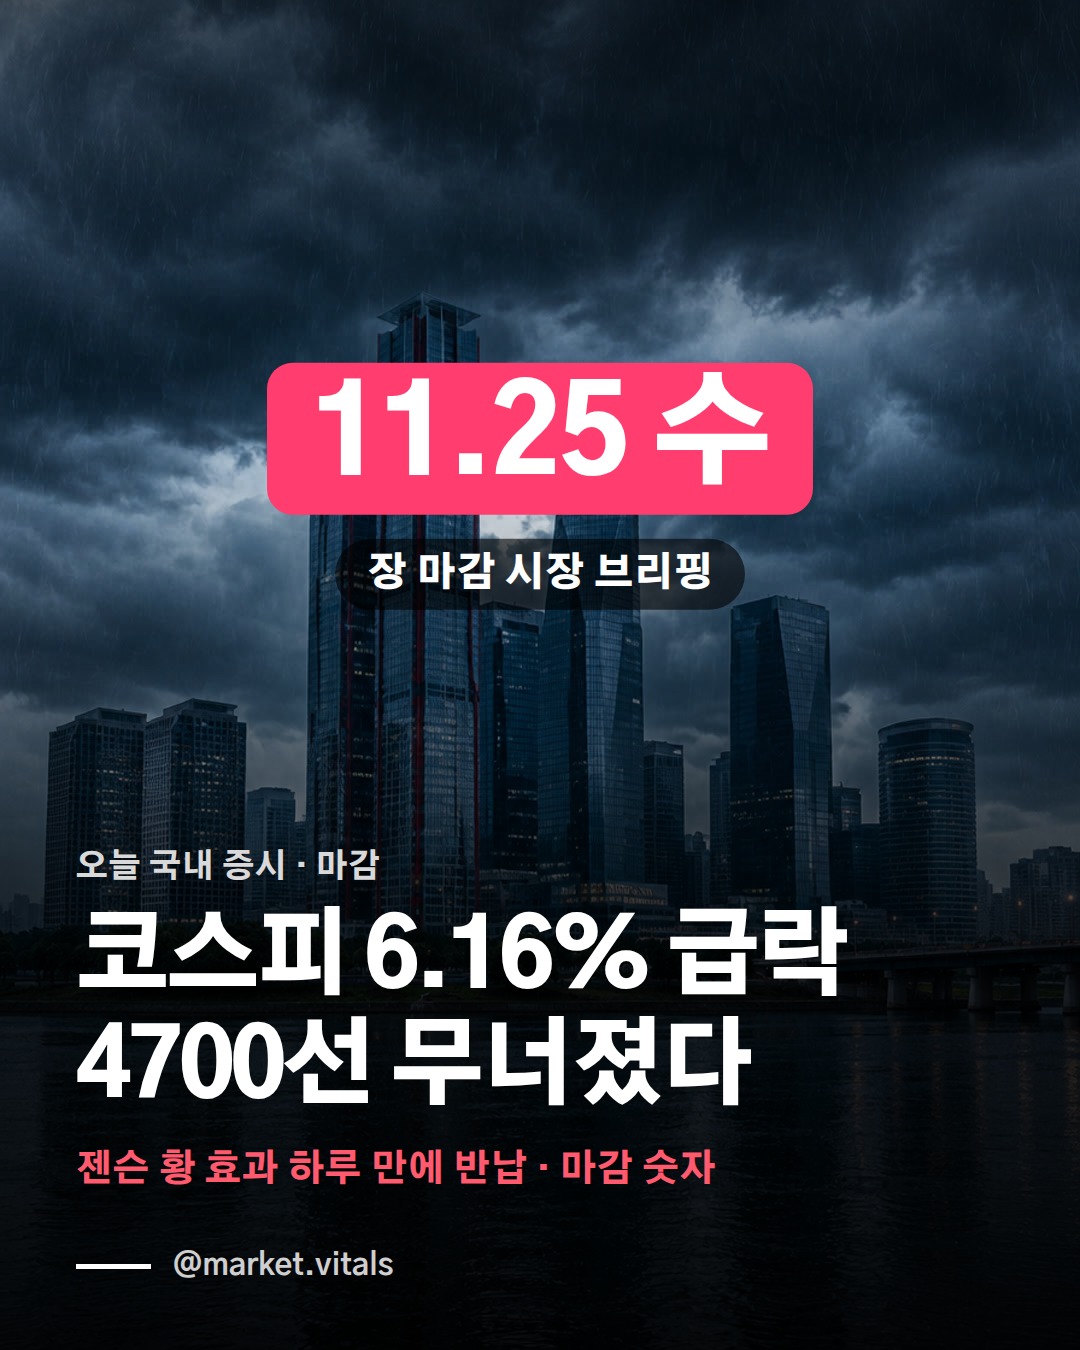 11.25 수
장 마감 시장 브리핑
오늘 국내 증시 · 마감
코스피 6.16% 급락
4700선 무너졌다
젠슨 황 효과 하루 만에 반납 · 마감 숫자
@market.vitals